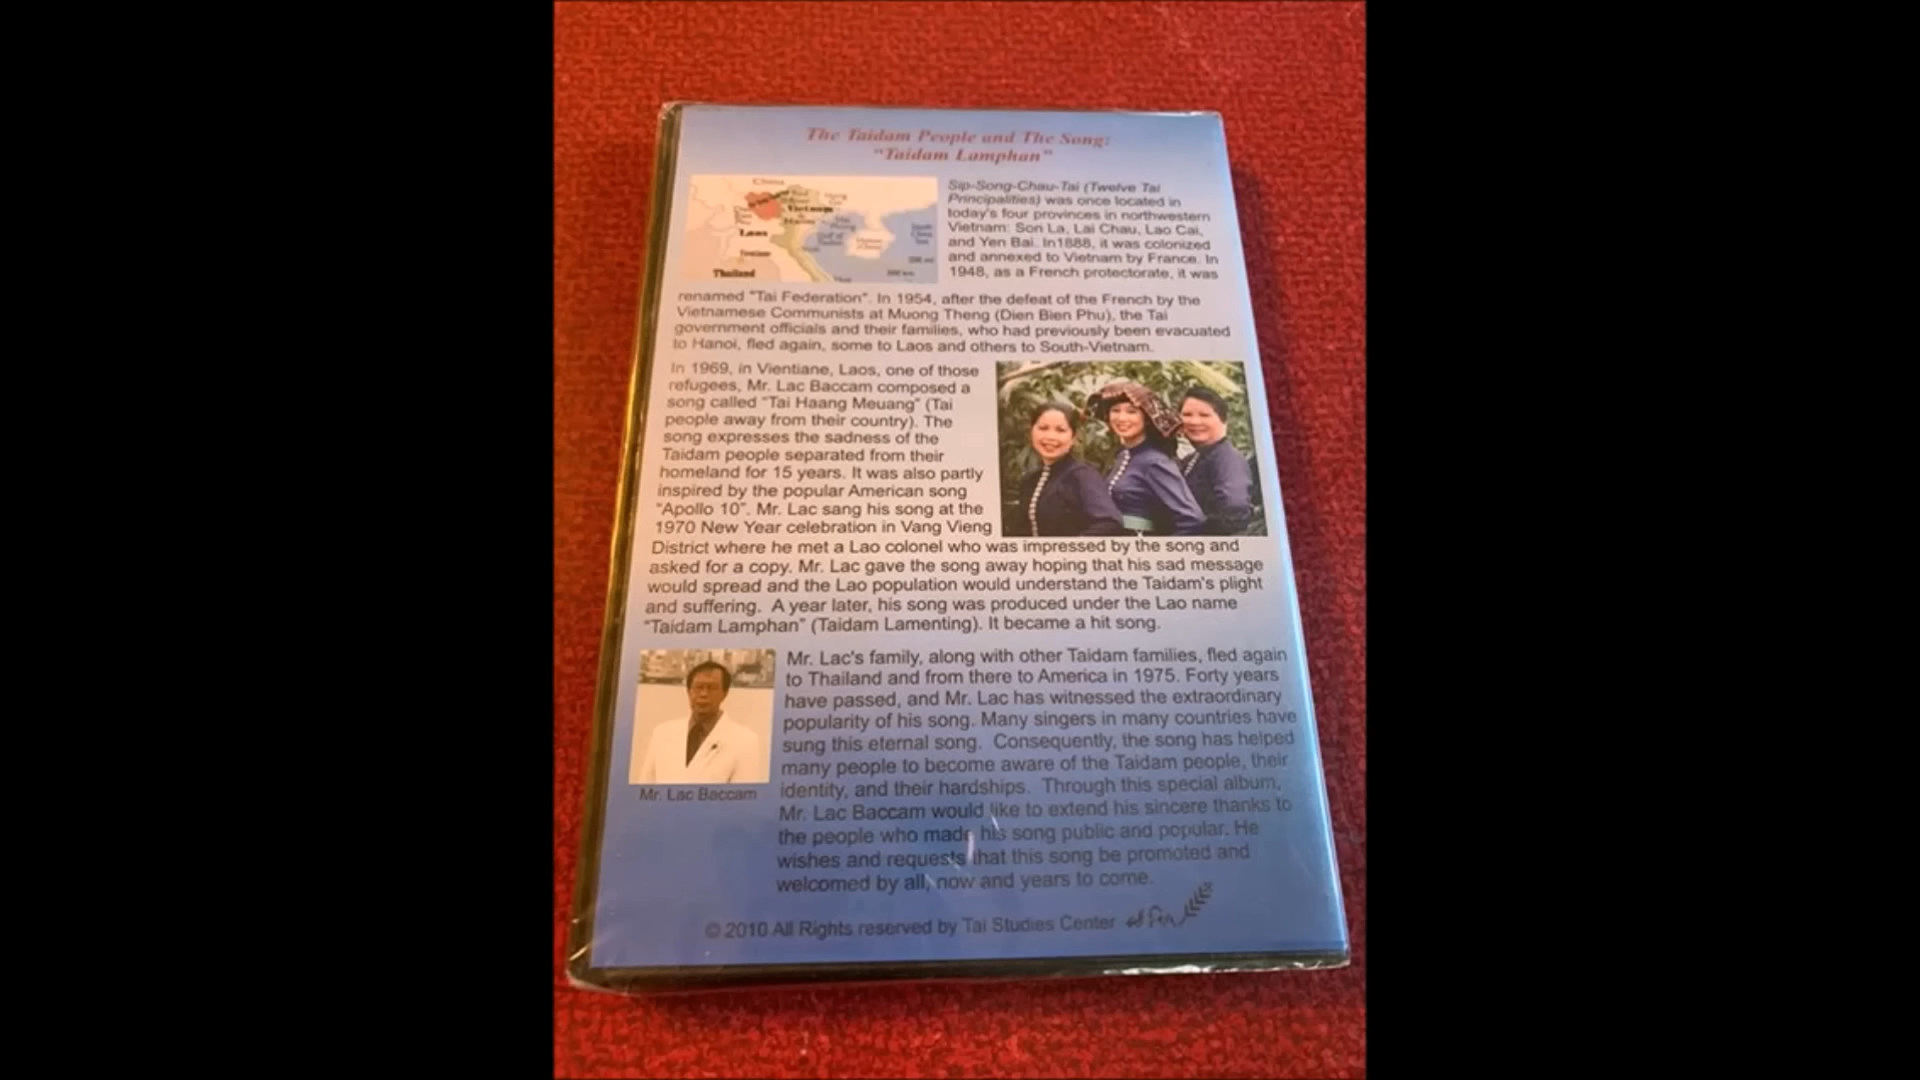 The Taidam People and The Song:
"Taidam Lamphan"
China
Vietnam
Laos
Thailand
Sip-Song-Chau-Tai (Twelve Tai
Principalities) was once located in
today's four provinces in northwestern
Vietnam: Son La, Lai Chau, Lao Cai,
and Yen Bai. In1888, it was colonized
and annexed to Vietnam by France. In
1948, as a French protectorate, it was
renamed "Tai Federation". In 1954, after the defeat of the French by the
Vietnamese Communists at Muong Theng (Dien Bien Phu), the Tai
government officials and their families, who had previously been evacuated
to Hanoi, fled again, some to Laos and others to South-Vietnam.
In 1969, in Vientiane, Laos, one of those
refugees, Mr. Lac Baccam composed a
song called "Tai Haang Meuang" (Tai
people away from their country). The
song expresses the sadness of the
Taidam people separated from their
homeland for 15 years. It was also partly
inspired by the popular American song
"Apollo 10". Mr. Lac sang his song at the
1970 New Year celebration in Vang Vieng
District where he met a Lao colonel who was impressed by the song and
asked for a copy. Mr. Lac gave the song away hoping that his sad message
would spread and the Lao population would understand the Taidam's plight
and suffering. A year later, his song was produced under the Lao name
"Taidam Lamphan" (Taidam Lamenting). It became a hit song.
Mr. Lac's family, along with other Taidam families, fled again
to Thailand and from there to America in 1975. Forty years
have passed, and Mr. Lac has witnessed the extraordinary
popularity of his song. Many singers in many countries have
sung this eternal song. Consequently, the song has helped
many people to become aware of the Taidam people, their
identity, and their hardships. Through this special album,
Mr. Lac Baccam would like to extend his sincere thanks to
the people who made his song public and popular. He
wishes and requests that this song be promoted and
welcomed by all, now and years to come.
Mr. Lac Baccam
© 2010 All Rights reserved by Tai Studies Center